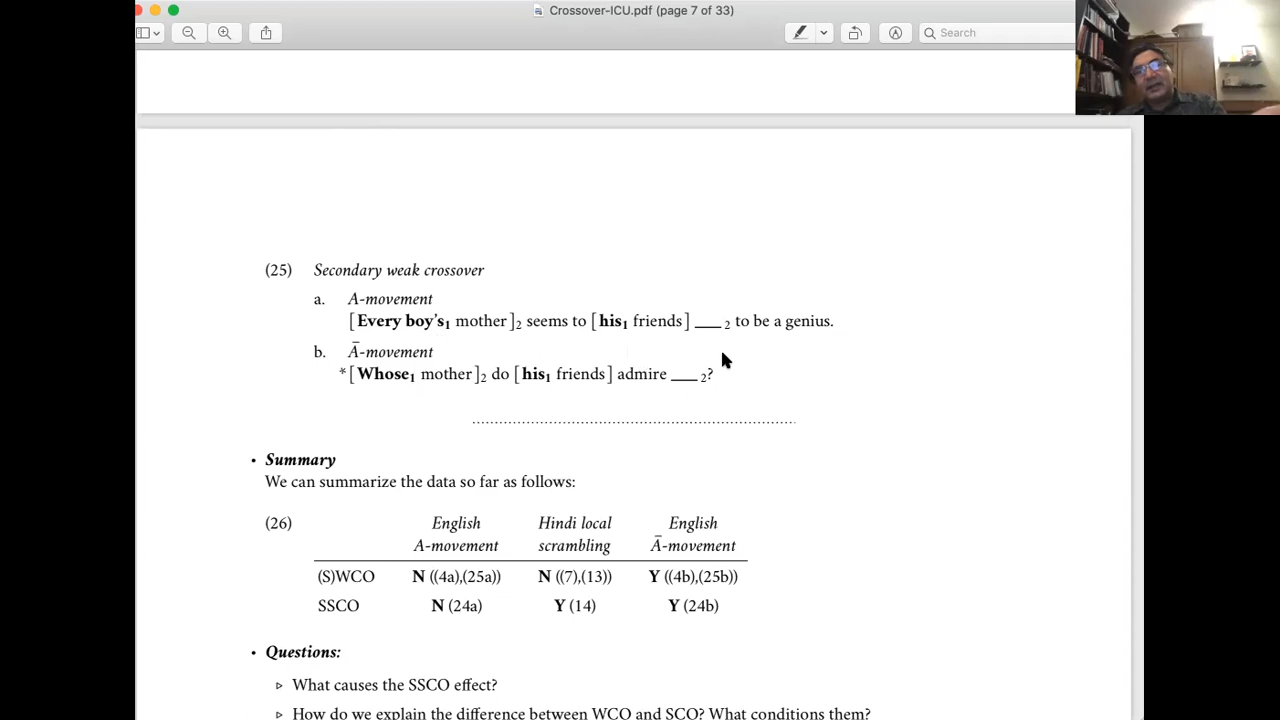 Crossover-ICU.pdf (page 7 of 33)
Search
(25) Secondary weak crossover
a. A-movement
[ Every boy's₁ mother ]₂ seems to [ his₁ friends ] ___ ₂ to be a genius.
b. Ā-movement
* [ Whose₁ mother ]₂ do [ his₁ friends ] admire ___ ₂?
• Summary
We can summarize the data so far as follows:
(26) English Hindi local English
A-movement scrambling Ā-movement
(S)WCO N ((4a),(25a)) N ((7),(13)) Y ((4b),(25b))
SSCO N (24a) Y (14) Y (24b)
• Questions:
▹ What causes the SSCO effect?
▹ How do we explain the difference between WCO and SCO? What conditions them?